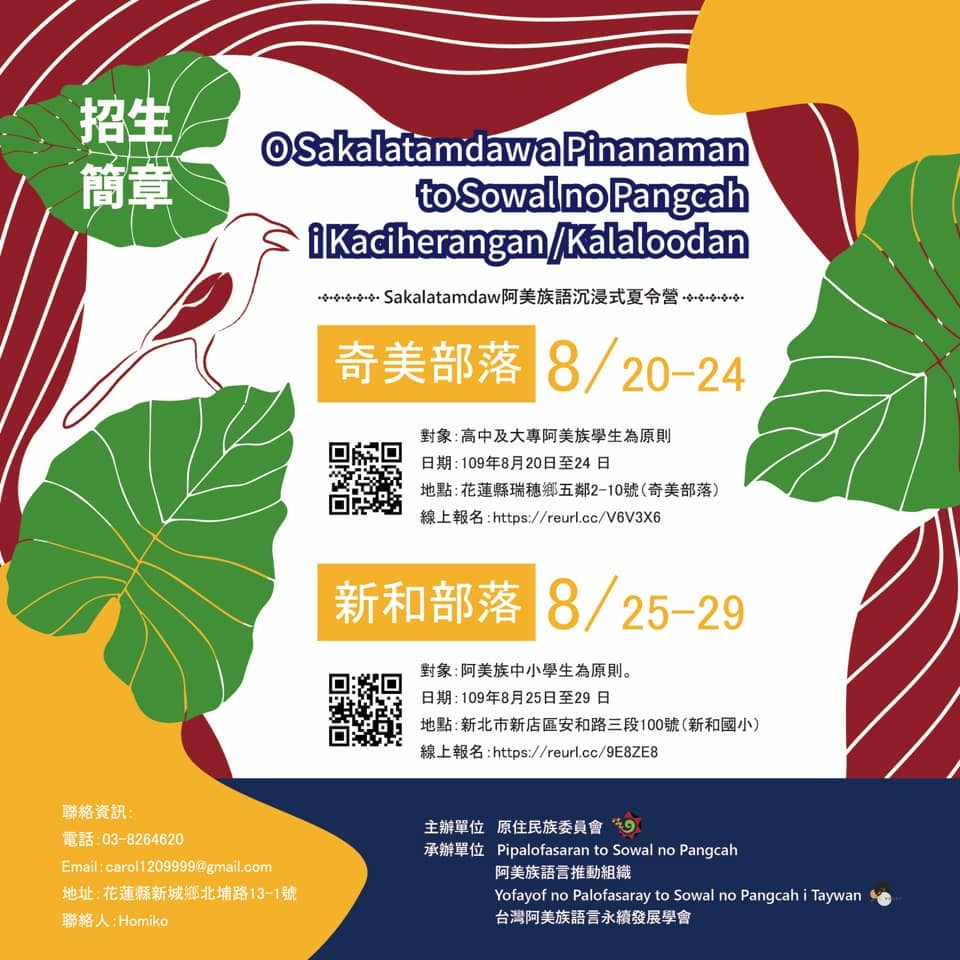 招生
簡章
O Sakalatamdaw a Pinanaman
to Sowal no Pangcah
i Kaciherangan /Kalaloodan
Sakalatamdaw阿美族語沉浸式夏令營
奇美部落 8/20-24
對象:高中及大專阿美族學生為原則
日期:109年8月20日至24 日
地點:花蓮縣瑞穗鄉五鄰2-10號(奇美部落)
線上報名:https://reurl.cc/V6V3X6
新和部落 8/25-29
對象:阿美族中小學生為原則。
日期:109年8月25日至29 日
地點:新北市新店區安和路三段100號(新和國小)
線上報名:https://reurl.cc/9E8ZE8
聯絡資訊:
電話:03-8264620
Email:carol1209999@gmail.com
地址:花蓮縣新城鄉北埔路13-1號
聯絡人:Homiko
主辦單位 原住民族委員會
承辦單位 Pipalofasaran to Sowal no Pangcah
阿美族語言推動組織
Yofayof no Palofasaray to Sowal no Pangcah i Taywan
台灣阿美族語言永續發展學會